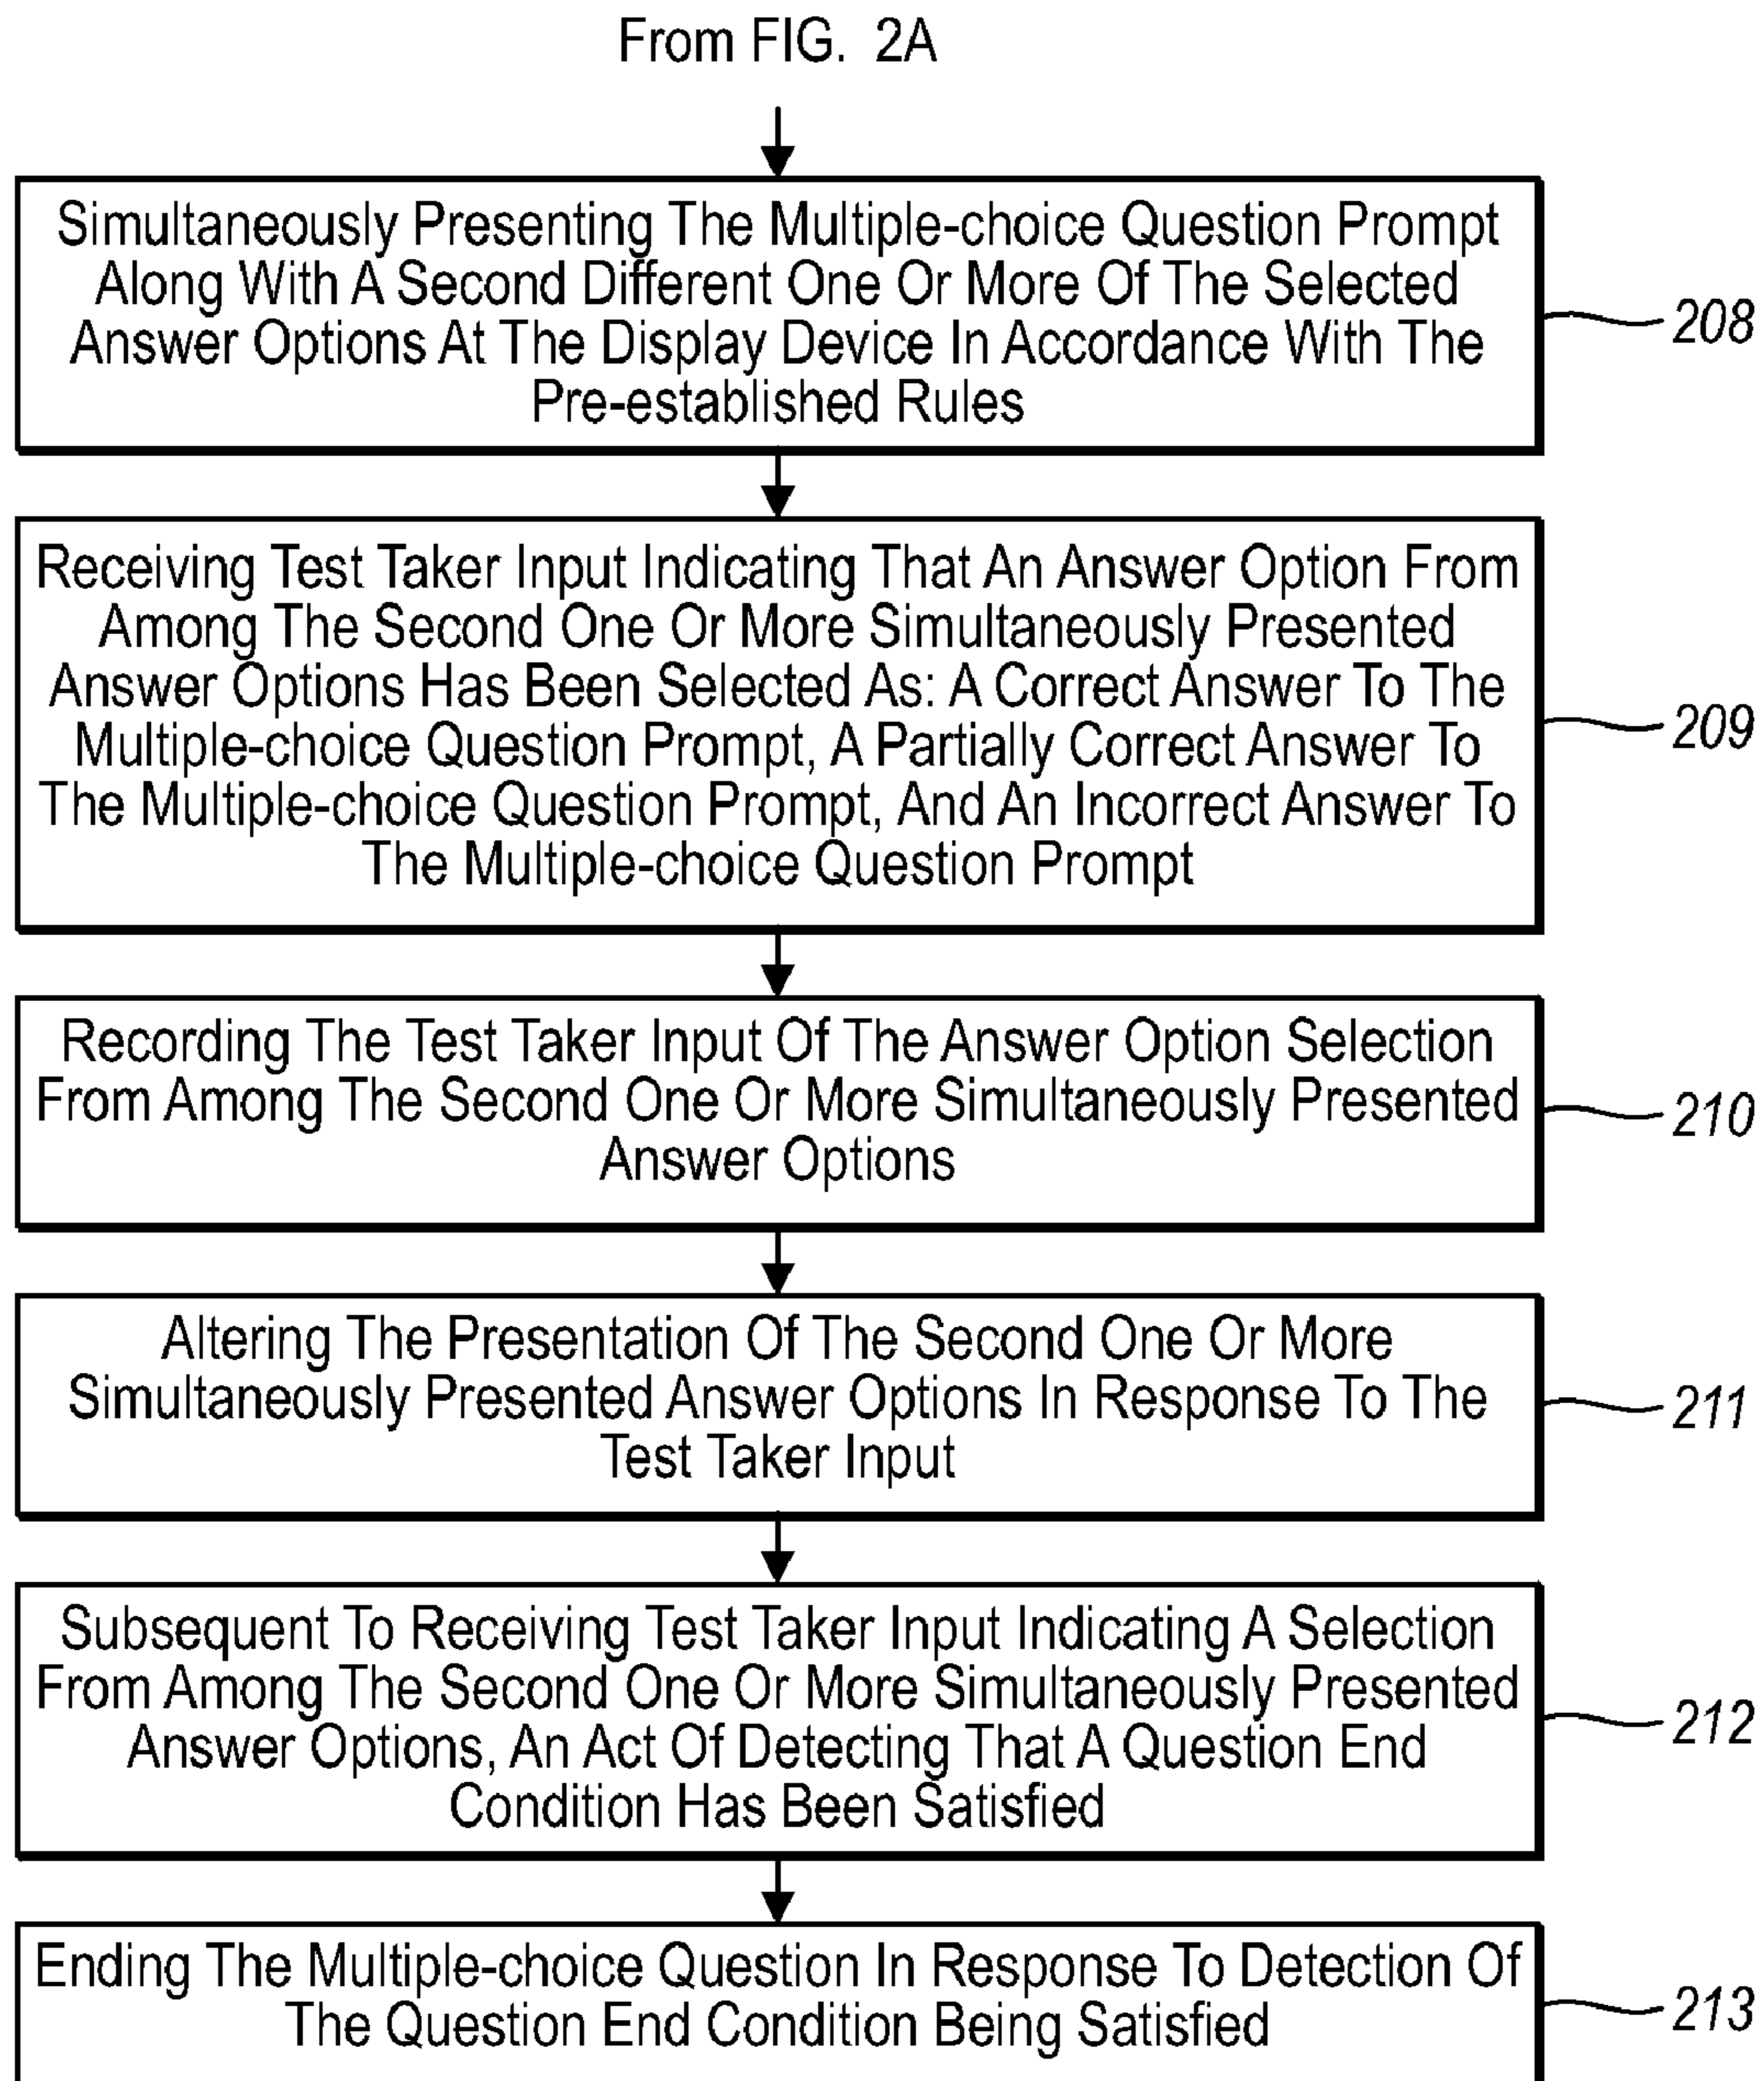 From FIG. 2A
Simultaneously Presenting The Multiple-choice Question Prompt
Along With A Second Different One Or More Of The Selected
Answer Options At The Display Device In Accordance With The
Pre-established Rules
208
Receiving Test Taker Input Indicating That An Answer Option From
Among The Second One Or More Simultaneously Presented
Answer Options Has Been Selected As: A Correct Answer To The
Multiple-choice Question Prompt, A Partially Correct Answer To
The Multiple-choice Question Prompt, And An Incorrect Answer To
The Multiple-choice Question Prompt
209
Recording The Test Taker Input Of The Answer Option Selection
From Among The Second One Or More Simultaneously Presented
Answer Options
210
Altering The Presentation Of The Second One Or More
Simultaneously Presented Answer Options In Response To The
Test Taker Input
211
Subsequent To Receiving Test Taker Input Indicating A Selection
From Among The Second One Or More Simultaneously Presented
Answer Options, An Act Of Detecting That A Question End
Condition Has Been Satisfied
212
Ending The Multiple-choice Question In Response To Detection Of
The Question End Condition Being Satisfied
213